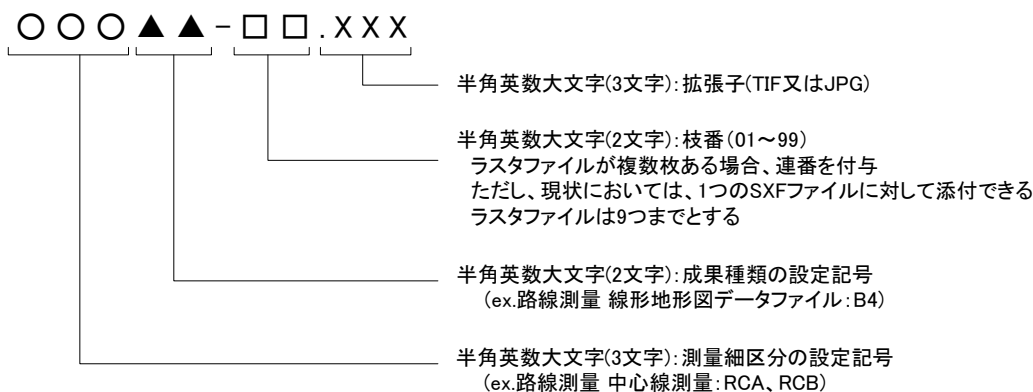 ○○○▲▲-□□.XXX
半角英数大文字(3文字):拡張子(TIF又はJPG)
半角英数大文字(2文字):枝番(01～99)
ラスタファイルが複数枚ある場合、連番を付与
ただし、現状においては、1つのSXFファイルに対して添付できる
ラスタファイルは9つまでとする
半角英数大文字(2文字):成果種類の設定記号
(ex.路線測量 線形地形図データファイル:B4)
半角英数大文字(3文字):測量細区分の設定記号
(ex.路線測量 中心線測量:RCA、RCB)